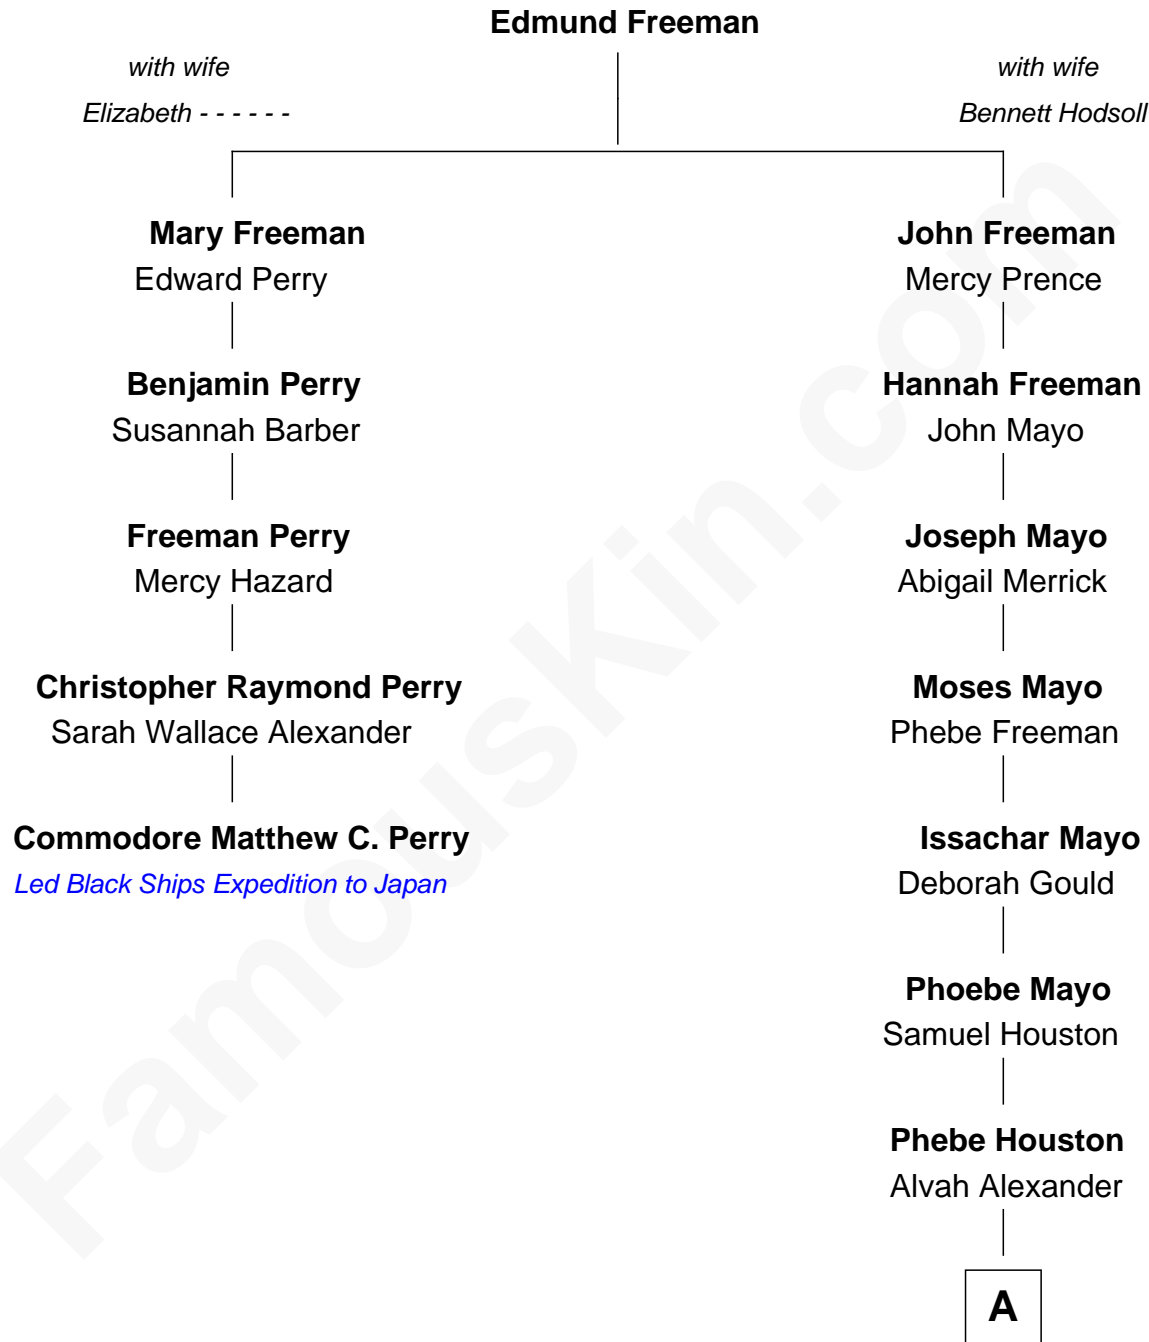 Edmund Freeman
with wife
Elizabeth - - - - - -
with wife
Bennett Hodsoll
Mary Freeman
Edward Perry
John Freeman
Mercy Prence
Benjamin Perry
Susannah Barber
Hannah Freeman
John Mayo
Freeman Perry
Mercy Hazard
Joseph Mayo
Abigail Merrick
Christopher Raymond Perry
Sarah Wallace Alexander
Moses Mayo
Phebe Freeman
Commodore Matthew C. Perry
Led Black Ships Expedition to Japan
Issachar Mayo
Deborah Gould
Phoebe Mayo
Samuel Houston
Phebe Houston
Alvah Alexander
A
FamousKin.com